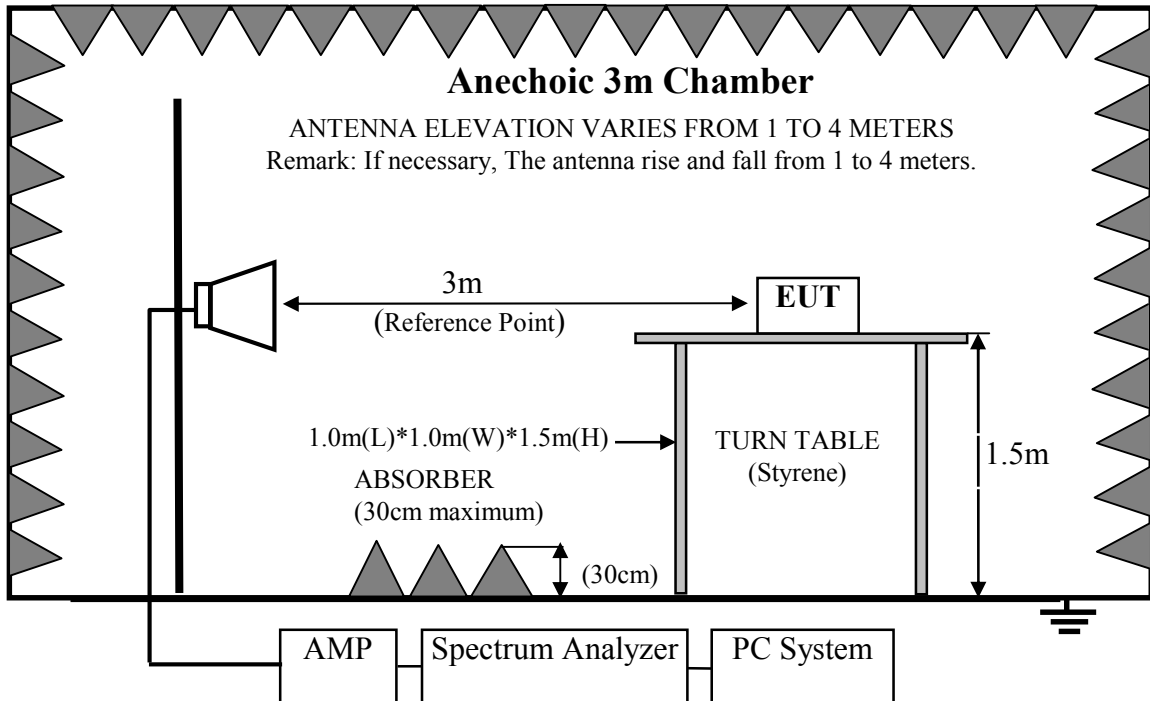 Anechoic 3m Chamber
ANTENNA ELEVATION VARIES FROM 1 TO 4 METERS
Remark: If necessary, The antenna rise and fall from 1 to 4 meters.
3m
(Reference Point)
EUT
1.0m(L)*1.0m(W)*1.5m(H)
TURN TABLE
(Styrene)
1.5m
ABSORBER
(30cm maximum)
(30cm)
AMP
Spectrum Analyzer
PC System